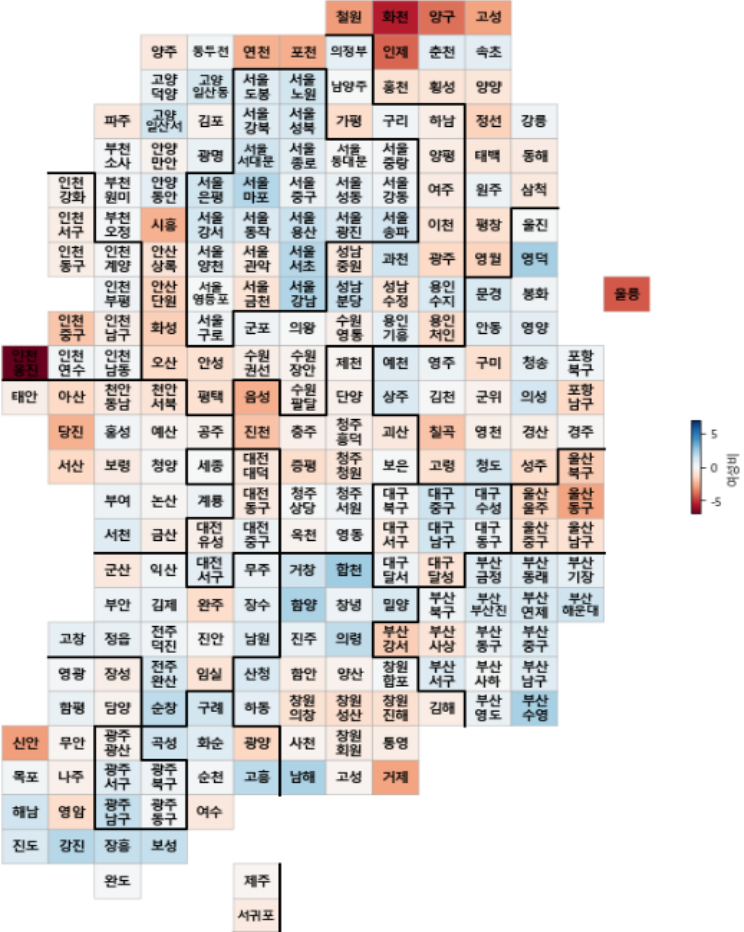 철원 화천 양구 고성
양주 동두천 연천 포천 의정부 인제 춘천 속초
고양 덕양 고양 일산동 서울 도봉 서울 노원 남양주 홍천 횡성 양양
파주 고양 일산서 김포 서울 강북 서울 성북 가평 구리 하남 정선 강릉
부천 소사 안양 만안 광명 서울 서대문 서울 종로 서울 동대문 서울 중랑 양평 태백 동해
인천 강화 부천 원미 안양 동안 서울 은평 서울 마포 서울 중구 서울 성동 서울 강동 여주 원주 삼척
인천 서구 부천 오정 시흥 서울 강서 서울 동작 서울 용산 서울 광진 서울 송파 이천 평창 울진
인천 동구 인천 계양 안산 상록 서울 양천 서울 관악 서울 서초 성남 중원 과천 광주 영월 영덕
인천 부평 안산 단원 서울 영등포 서울 금천 서울 강남 성남 분당 성남 수정 용인 수지 문경 봉화 울릉
인천 중구 인천 남구 화성 서울 구로 군포 의왕 수원 영통 용인 기흥 용인 처인 안동 영양
인천 옹진 인천 연수 인천 남동 오산 안성 수원 권선 수원 장안 제천 예천 영주 구미 청송 포항 북구
태안 아산 천안 동남 천안 서북 평택 음성 수원 팔달 단양 상주 김천 군위 의성 포항 남구
당진 홍성 예산 공주 진천 충주 청주 흥덕 괴산 칠곡 영천 경산 경주
서산 보령 청양 세종 대전 대덕 증평 청주 청원 보은 고령 청도 성주 울산 북구
부여 논산 계룡 대전 동구 청주 상당 청주 서원 대구 북구 대구 중구 대구 수성 울산 울주 울산 동구
서천 금산 대전 유성 대전 중구 옥천 영동 대구 서구 대구 남구 대구 동구 울산 중구 울산 남구
군산 익산 대전 서구 무주 거창 합천 대구 달서 대구 달성 부산 금정 부산 동래 부산 기장
부안 김제 완주 장수 함양 창녕 밀양 부산 북구 부산 부산진 부산 연제 부산 해운대
고창 정읍 전주 덕진 진안 남원 진주 의령 부산 강서 부산 사상 부산 동구 부산 중구
영광 장성 전주 완산 임실 산청 함안 양산 창원 합포 부산 서구 부산 사하 부산 남구
함평 담양 순창 구례 하동 창원 의창 창원 성산 창원 진해 김해 부산 영도 부산 수영
신안 무안 광주 광산 곡성 화순 광양 사천 창원 회원 통영
목포 나주 광주 서구 광주 북구 순천 고흥 남해 고성 거제
해남 영암 광주 남구 광주 동구 여수
진도 강진 장흥 보성
완도 제주
서귀포
5
0
-5
여성비